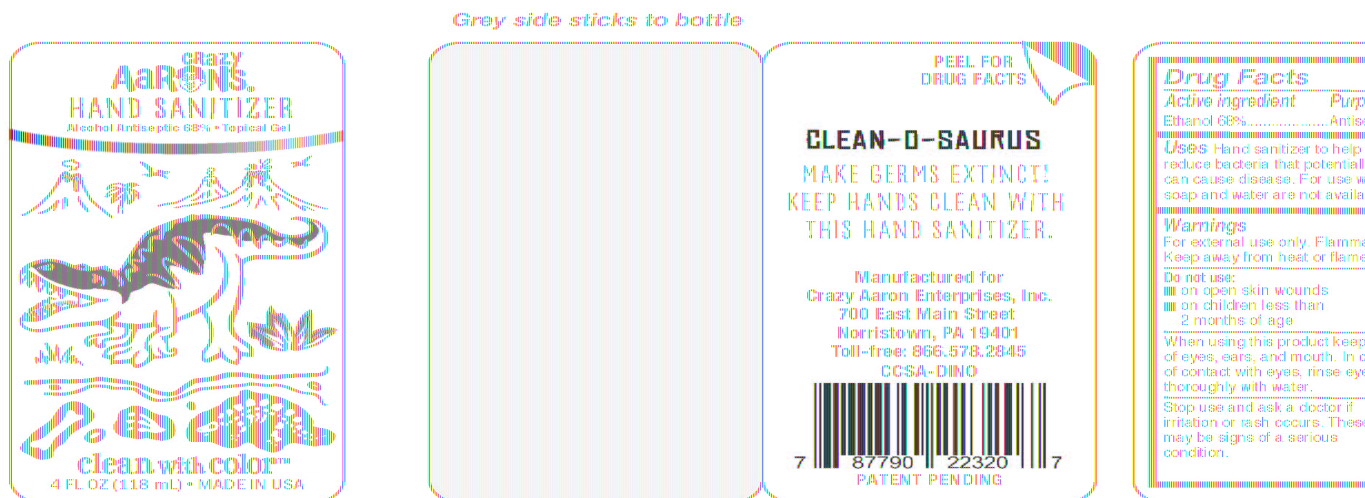 Grey side sticks to bottle
CRaZY
AaRONS.
HAND SANITIZER
Alcohol Antiseptic 68% • Topical Gel
clean with color™
4 FL OZ (118 mL) • MADE IN USA
PEEL FOR
DRUG FACTS
CLEAN-O-SAURUS
MAKE GERMS EXTINCT!
KEEP HANDS CLEAN WITH
THIS HAND SANITIZER.
Manufactured for
Crazy Aaron Enterprises, Inc.
700 East Main Street
Norristown, PA 19401
Toll-free: 866.578.2845
CCSA-DINO
7 87790 22320 7
PATENT PENDING
Drug Facts
Active ingredient Purp
Ethanol 68%..................Antise
Uses Hand sanitizer to help
reduce bacteria that potentiall
can cause disease. For use w
soap and water are not availa
Warnings
For external use only. Flamma
Keep away from heat or flame
Do not use:
on open skin wounds
on children less than
2 months of age
When using this product keep
of eyes, ears, and mouth. In c
of contact with eyes, rinse eye
thoroughly with water.
Stop use and ask a doctor if
irritation or rash occurs. These
may be signs of a serious
condition.